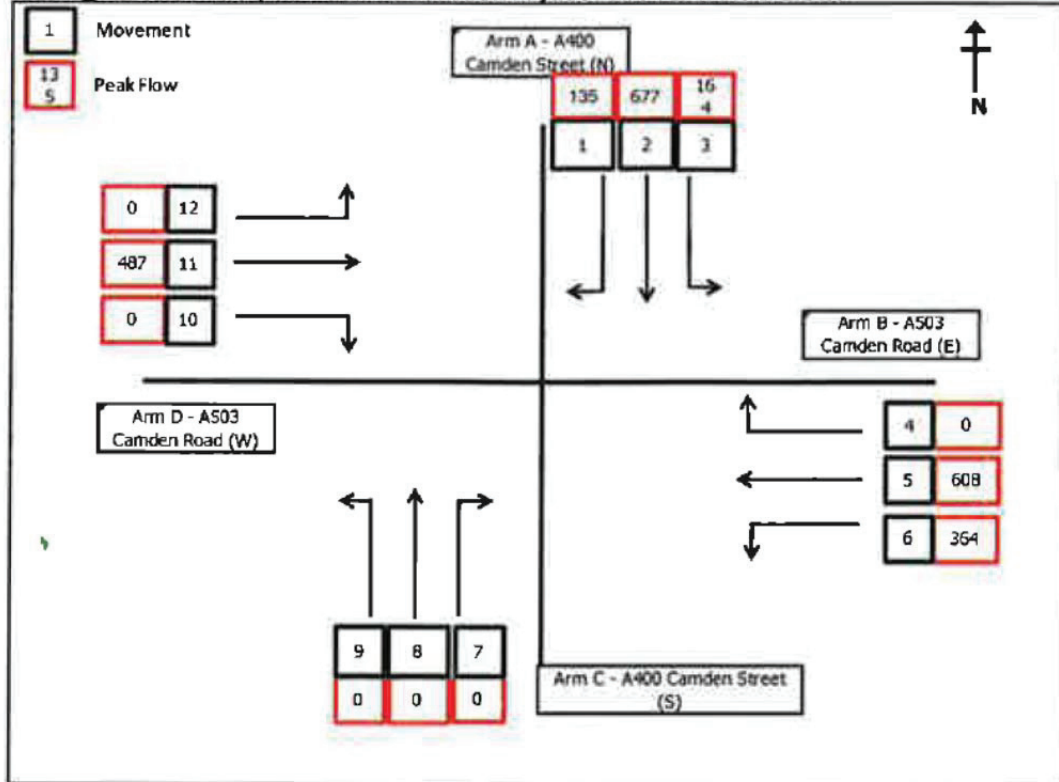 1 Movement
13
5 Peak Flow
Arm A - A400
Camden Street (N)
135 677 16
4
1 2 3
N
0 12
487 11
0 10
Arm B - A503
Camden Road (E)
Arm D - A503
Camden Road (W)
4 0
5 608
6 364
9 8 7
0 0 0
Arm C - A400 Camden Street
(S)